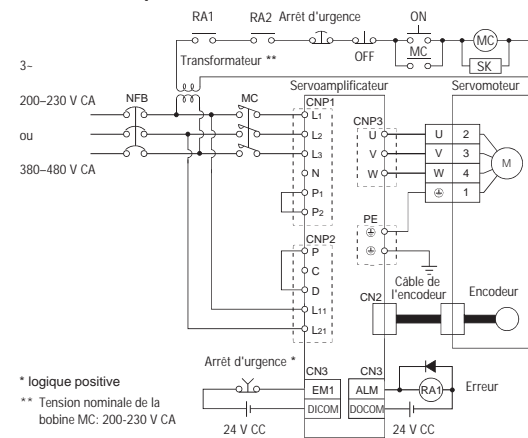 RA1 RA2 Arrêt d'urgence ON
OFF MC MC
SK
Transformateur **
3~
200–230 V CA
ou
380–480 V CA
NFB
MC
Servoamplificateur
Servomoteur
CNP1
L1
L2
L3
N
P1
P2
CNP3
U U 2
V V 3
W W 4
1
M
PE
CNP2
P
C
D
L11
L21
Câble de
l'encodeur
CN2
Encodeur
Arrêt d'urgence *
CN3 CN3
EM1 ALM RA1 Erreur
DICOM DOCOM
24 V CC 24 V CC
* logique positive
** Tension nominale de la
bobine MC: 200-230 V CA